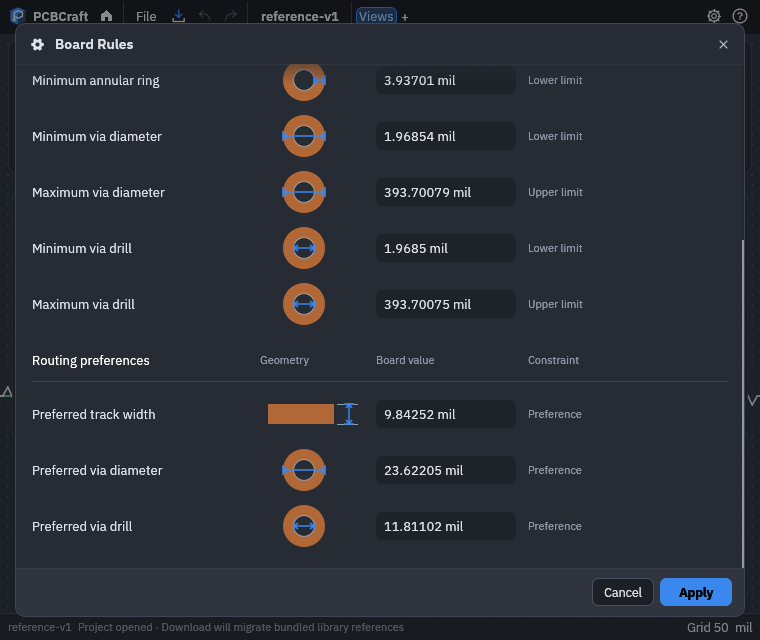 PCBCraft File reference-v1 Views +
Board Rules
Minimum annular ring 3.93701 mil Lower limit
Minimum via diameter 1.96854 mil Lower limit
Maximum via diameter 393.70079 mil Upper limit
Minimum via drill 1.9685 mil Lower limit
Maximum via drill 393.70075 mil Upper limit
Routing preferences Geometry Board value Constraint
Preferred track width 9.84252 mil Preference
Preferred via diameter 23.62205 mil Preference
Preferred via drill 11.81102 mil Preference
Cancel Apply
reference-v1 Project opened · Download will migrate bundled library references Grid 50 mil